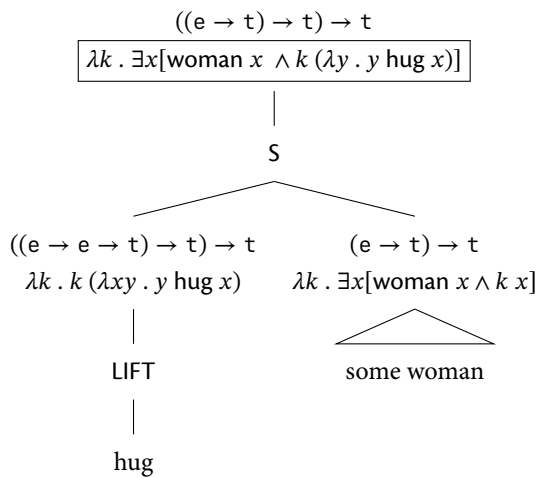 ((e → t) → t) → t
λk . ∃x[woman x ∧ k (λy . y hug x)]
S
((e → e → t) → t) → t
(e → t) → t
λk . k (λxy . y hug x)
λk . ∃x[woman x ∧ k x]
LIFT
some woman
hug